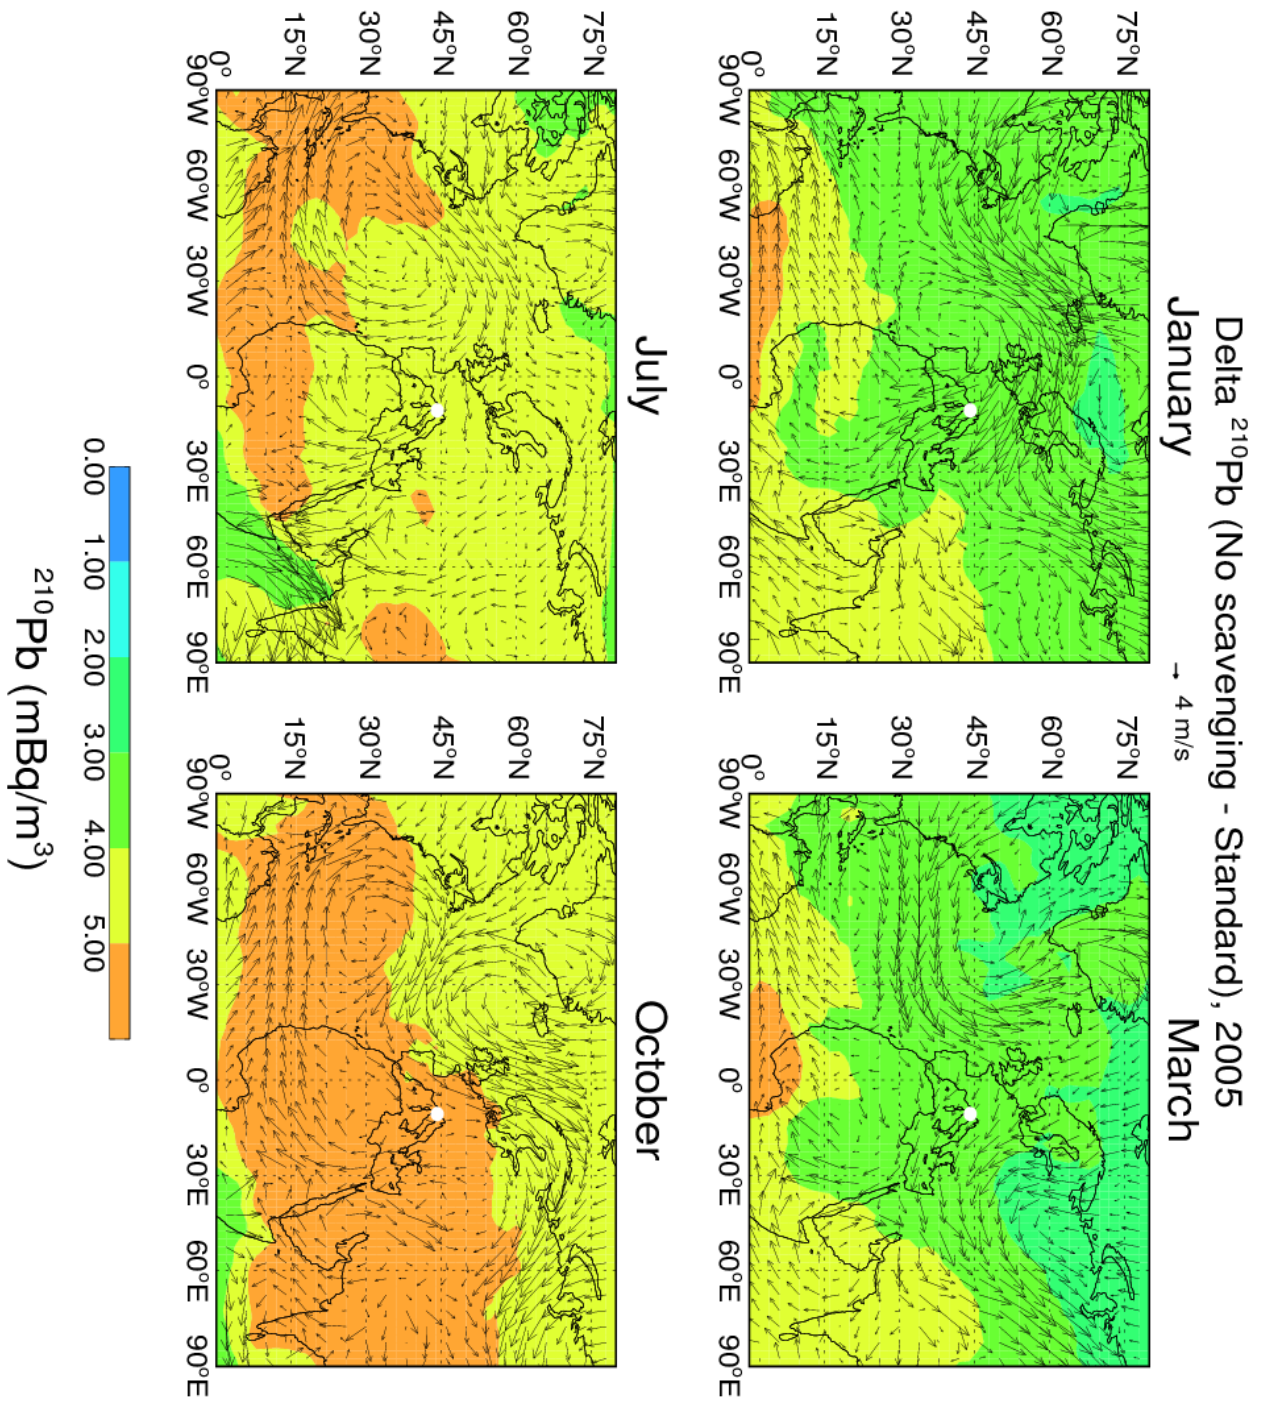 Delta ²¹⁰Pb (No scavenging - Standard), 2005
→ 4 m/s
January
75°N
60°N
45°N
30°N
15°N
0°
90°W 60°W 30°W 0° 30°E 60°E 90°E
March
75°N
60°N
45°N
30°N
15°N
0°
90°W 60°W 30°W 0° 30°E 60°E 90°E
July
75°N
60°N
45°N
30°N
15°N
0°
90°W 60°W 30°W 0° 30°E 60°E 90°E
October
75°N
60°N
45°N
30°N
15°N
0°
90°W 60°W 30°W 0° 30°E 60°E 90°E
0.00 1.00 2.00 3.00 4.00 5.00
²¹⁰Pb (mBq/m³)